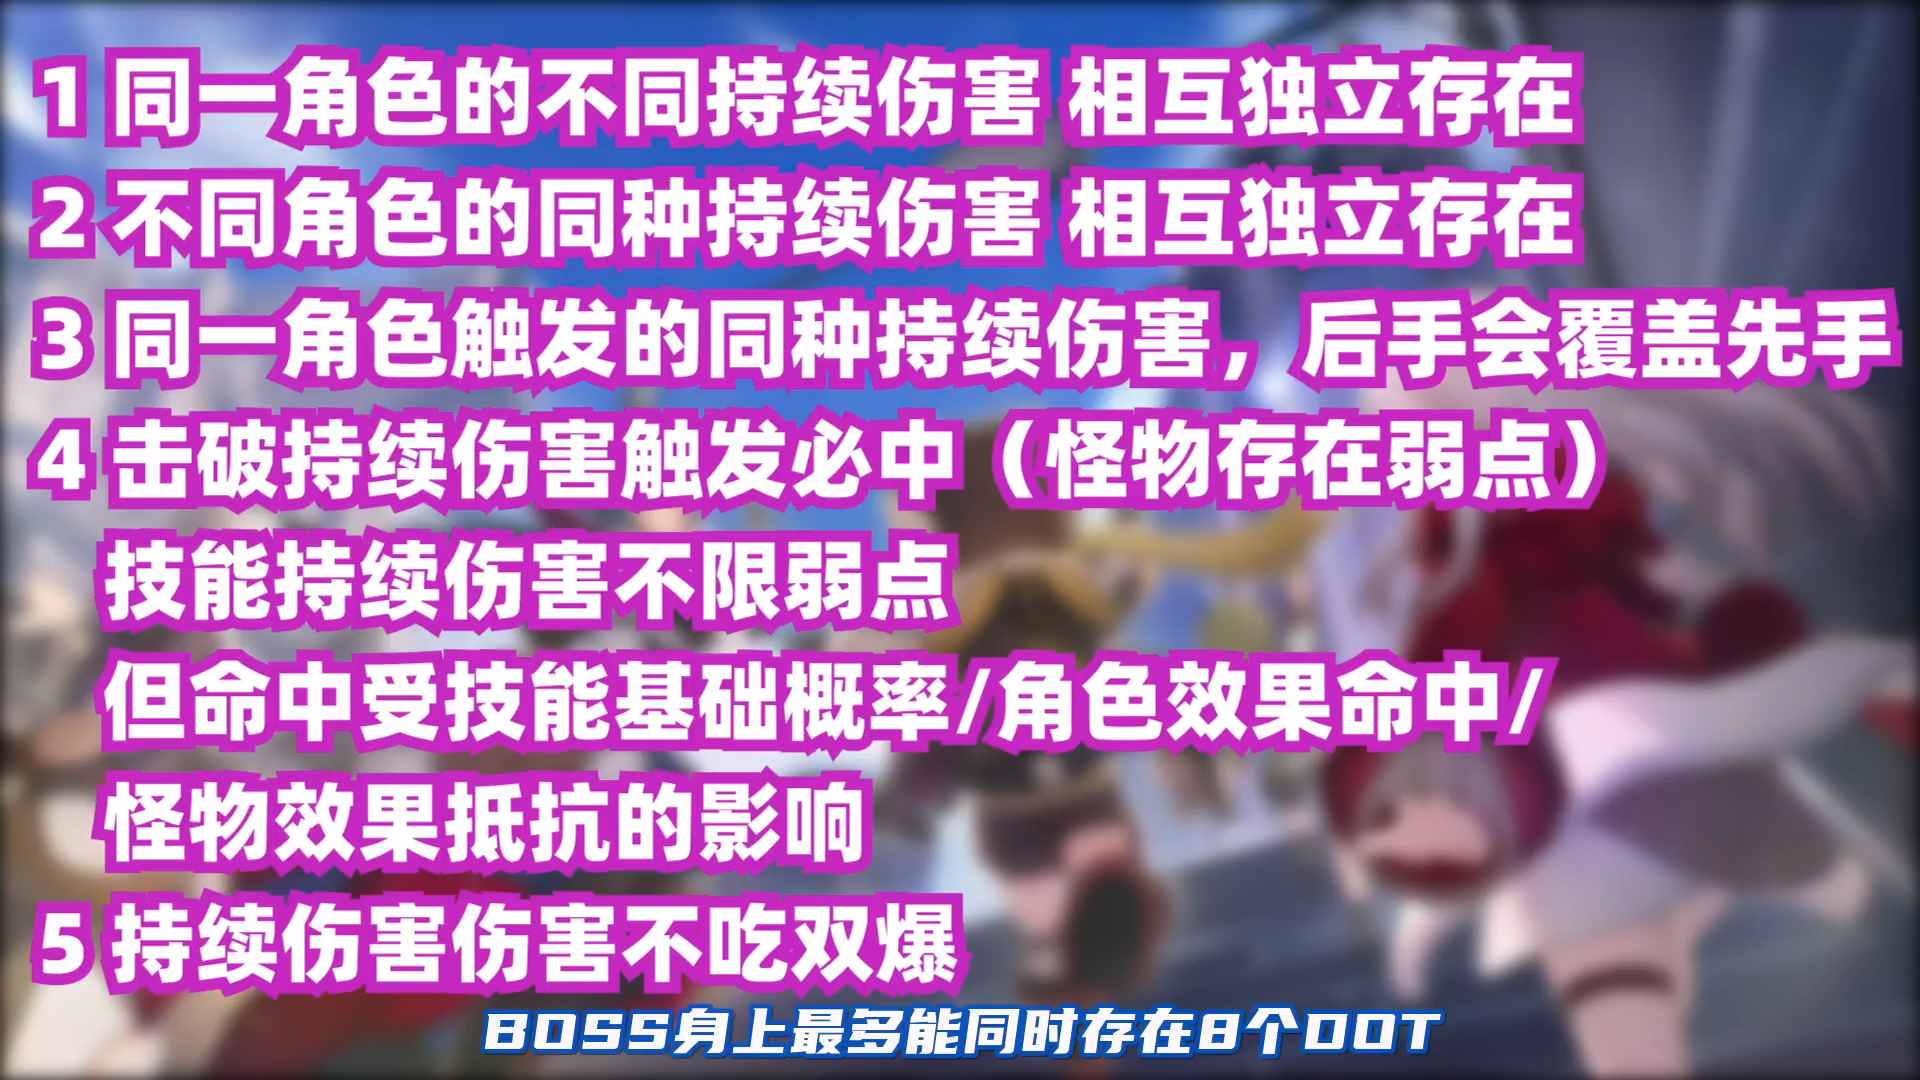 1 同一角色的不同持续伤害 相互独立存在
2 不同角色的同种持续伤害 相互独立存在
3 同一角色触发的同种持续伤害，后手会覆盖先手
4 击破持续伤害触发必中（怪物存在弱点）
技能持续伤害不限弱点
但命中受技能基础概率/角色效果命中/
怪物效果抵抗的影响
5 持续伤害伤害不吃双爆
BOSS身上最多能同时存在8个DOT